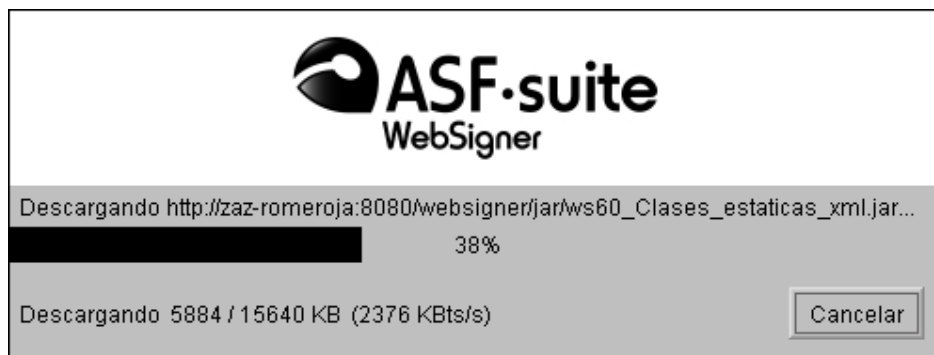 ASF·suite
WebSigner
Descargando http://zaz-romeroja:8080/websigner/jar/ws60_Clases_estaticas_xml.jar...
38%
Descargando 5884 / 15640 KB (2376 KBts/s)
Cancelar